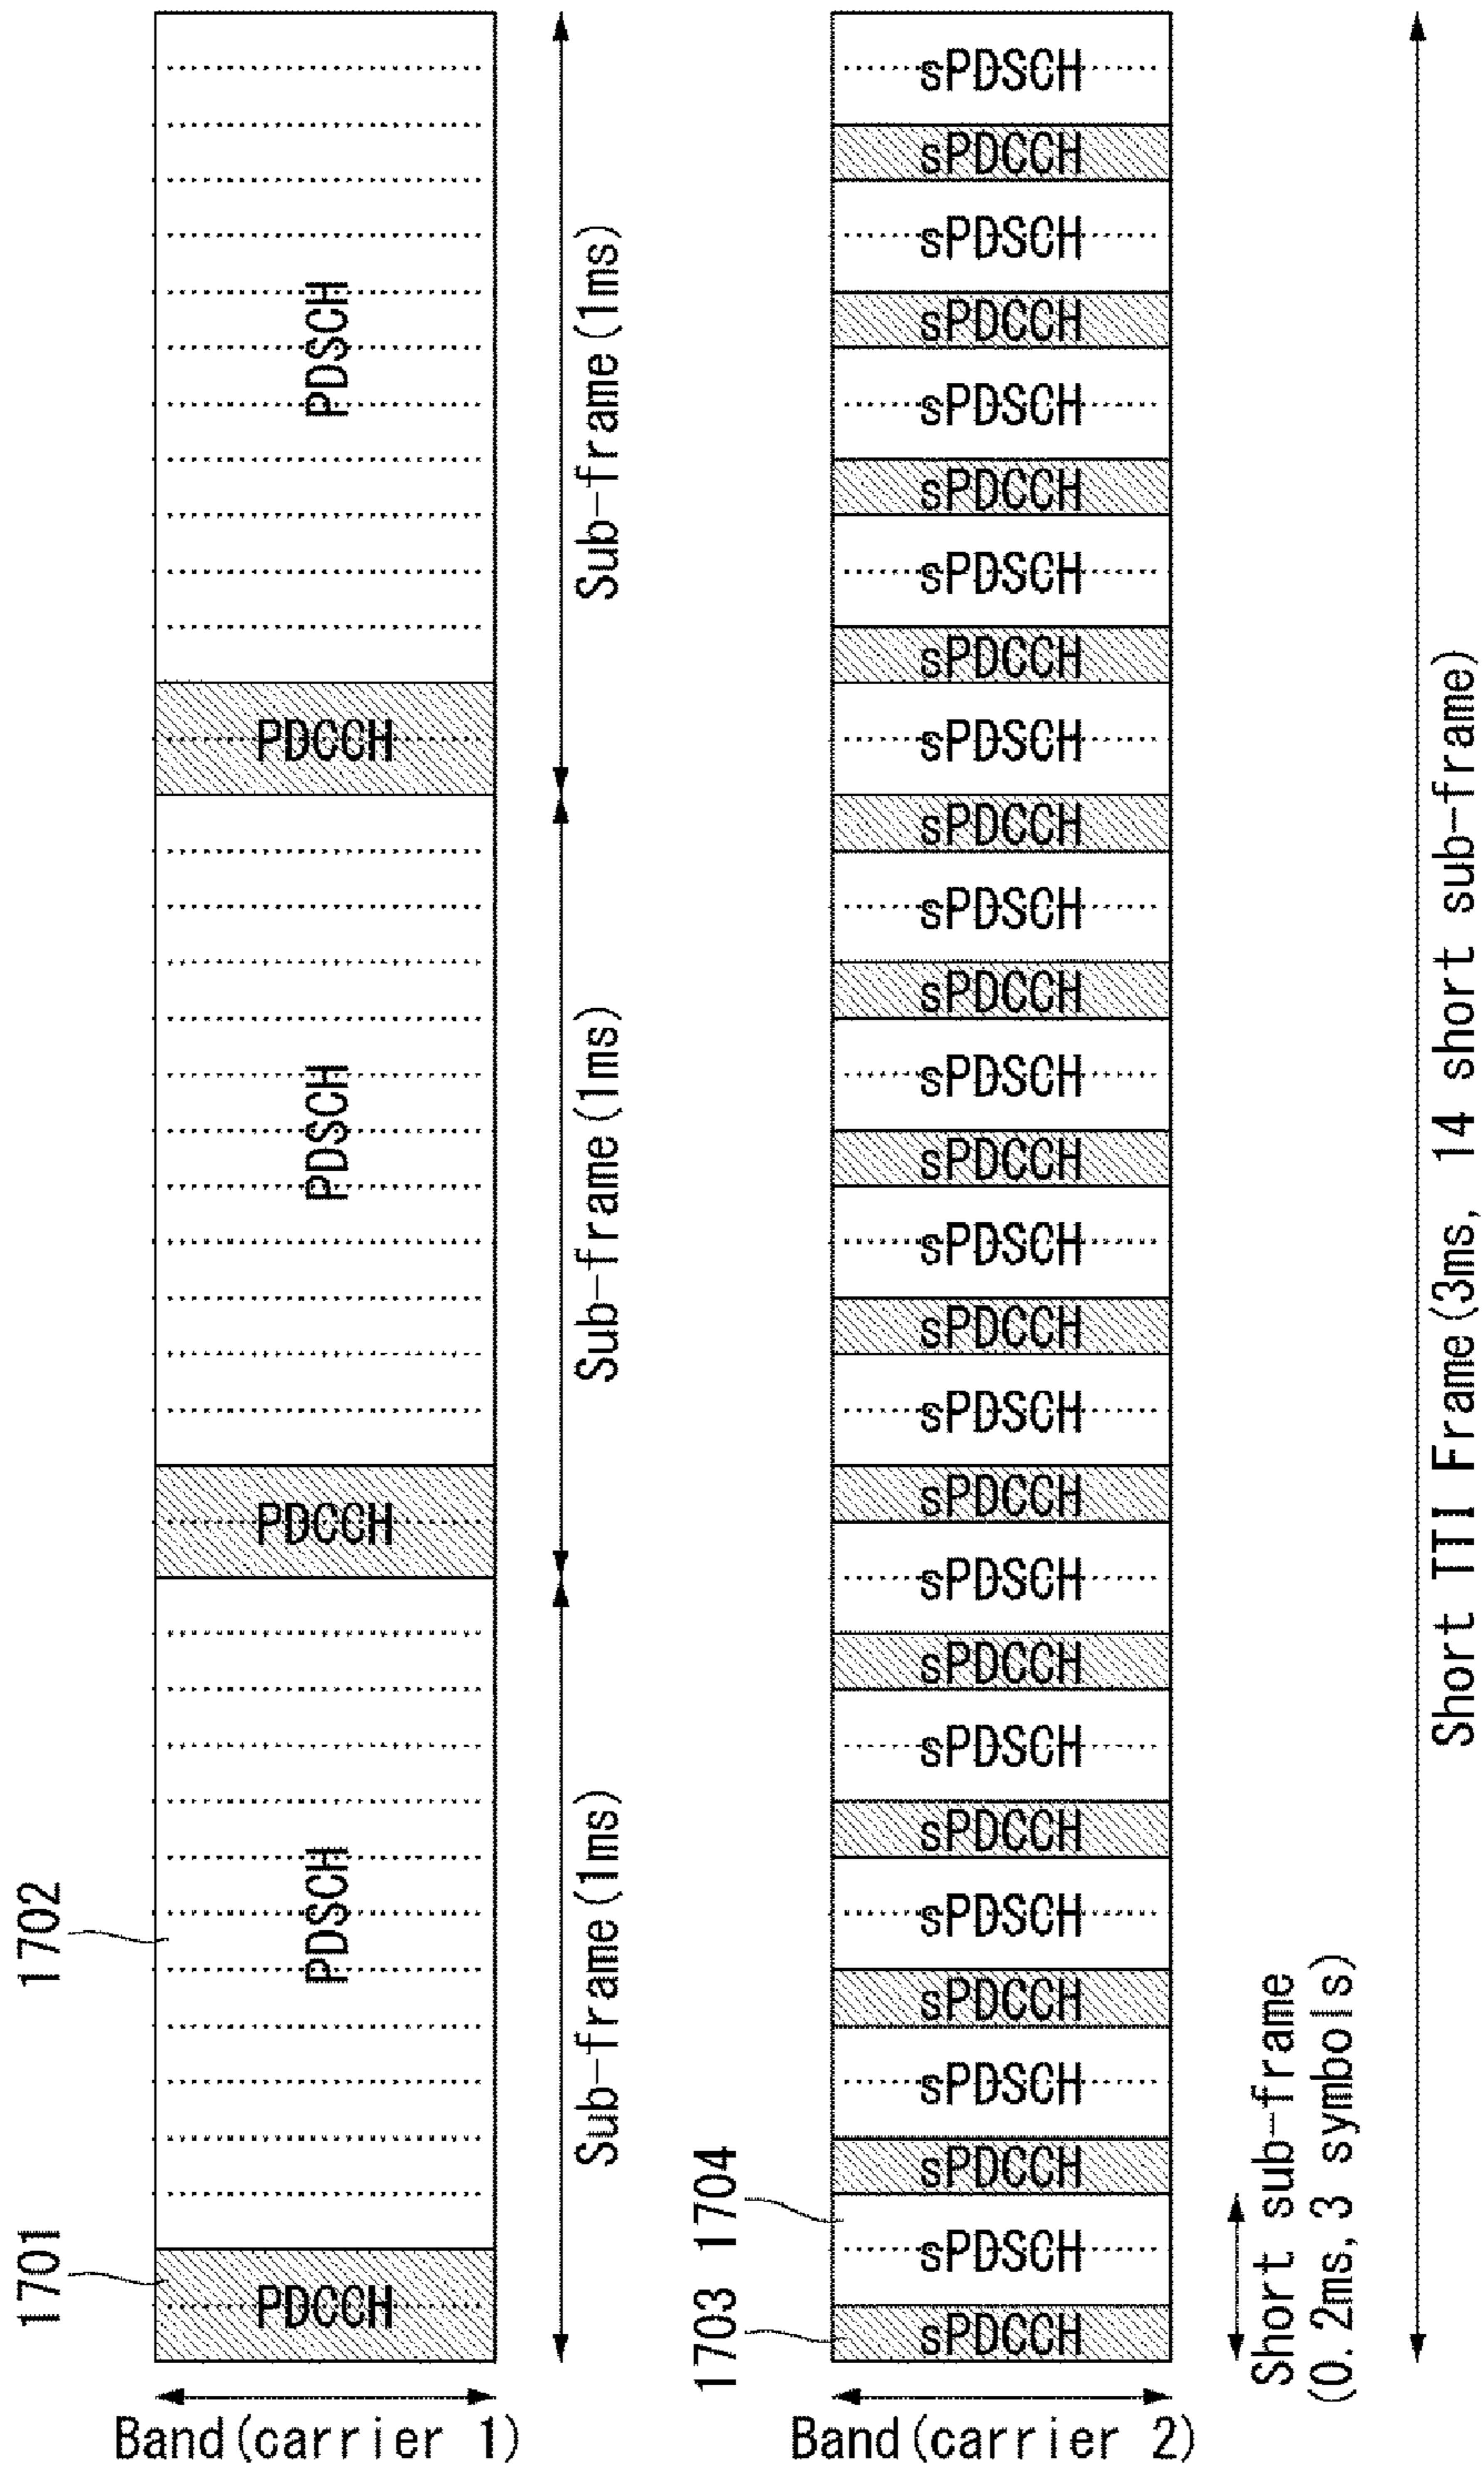 1701
1702
PDCCH
PDSCH
PDCCH
PDSCH
PDCCH
PDSCH
Band(carrier 1)
Sub-frame(1ms)
Sub-frame(1ms)
Sub-frame(1ms)
1703
1704
sPDCCH
sPDSCH
sPDCCH
sPDSCH
sPDCCH
sPDSCH
sPDCCH
sPDSCH
sPDCCH
sPDSCH
sPDCCH
sPDSCH
sPDCCH
sPDSCH
sPDCCH
sPDSCH
sPDCCH
sPDSCH
sPDCCH
sPDSCH
sPDCCH
sPDSCH
sPDCCH
sPDSCH
sPDCCH
sPDSCH
sPDCCH
sPDSCH
Band(carrier 2)
Short sub-frame
(0.2ms, 3 symbols)
Short TTI Frame(3ms, 14 short sub-frame)